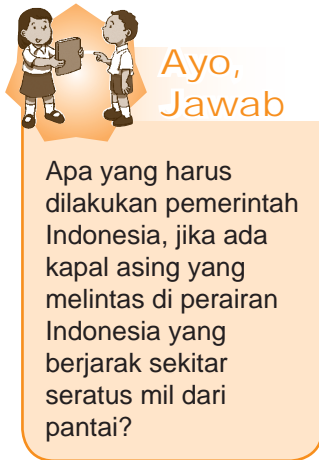 Ayo,
Jawab
Apa yang harus
dilakukan pemerintah
Indonesia, jika ada
kapal asing yang
melintas di perairan
Indonesia yang
berjarak sekitar
seratus mil dari
pantai?